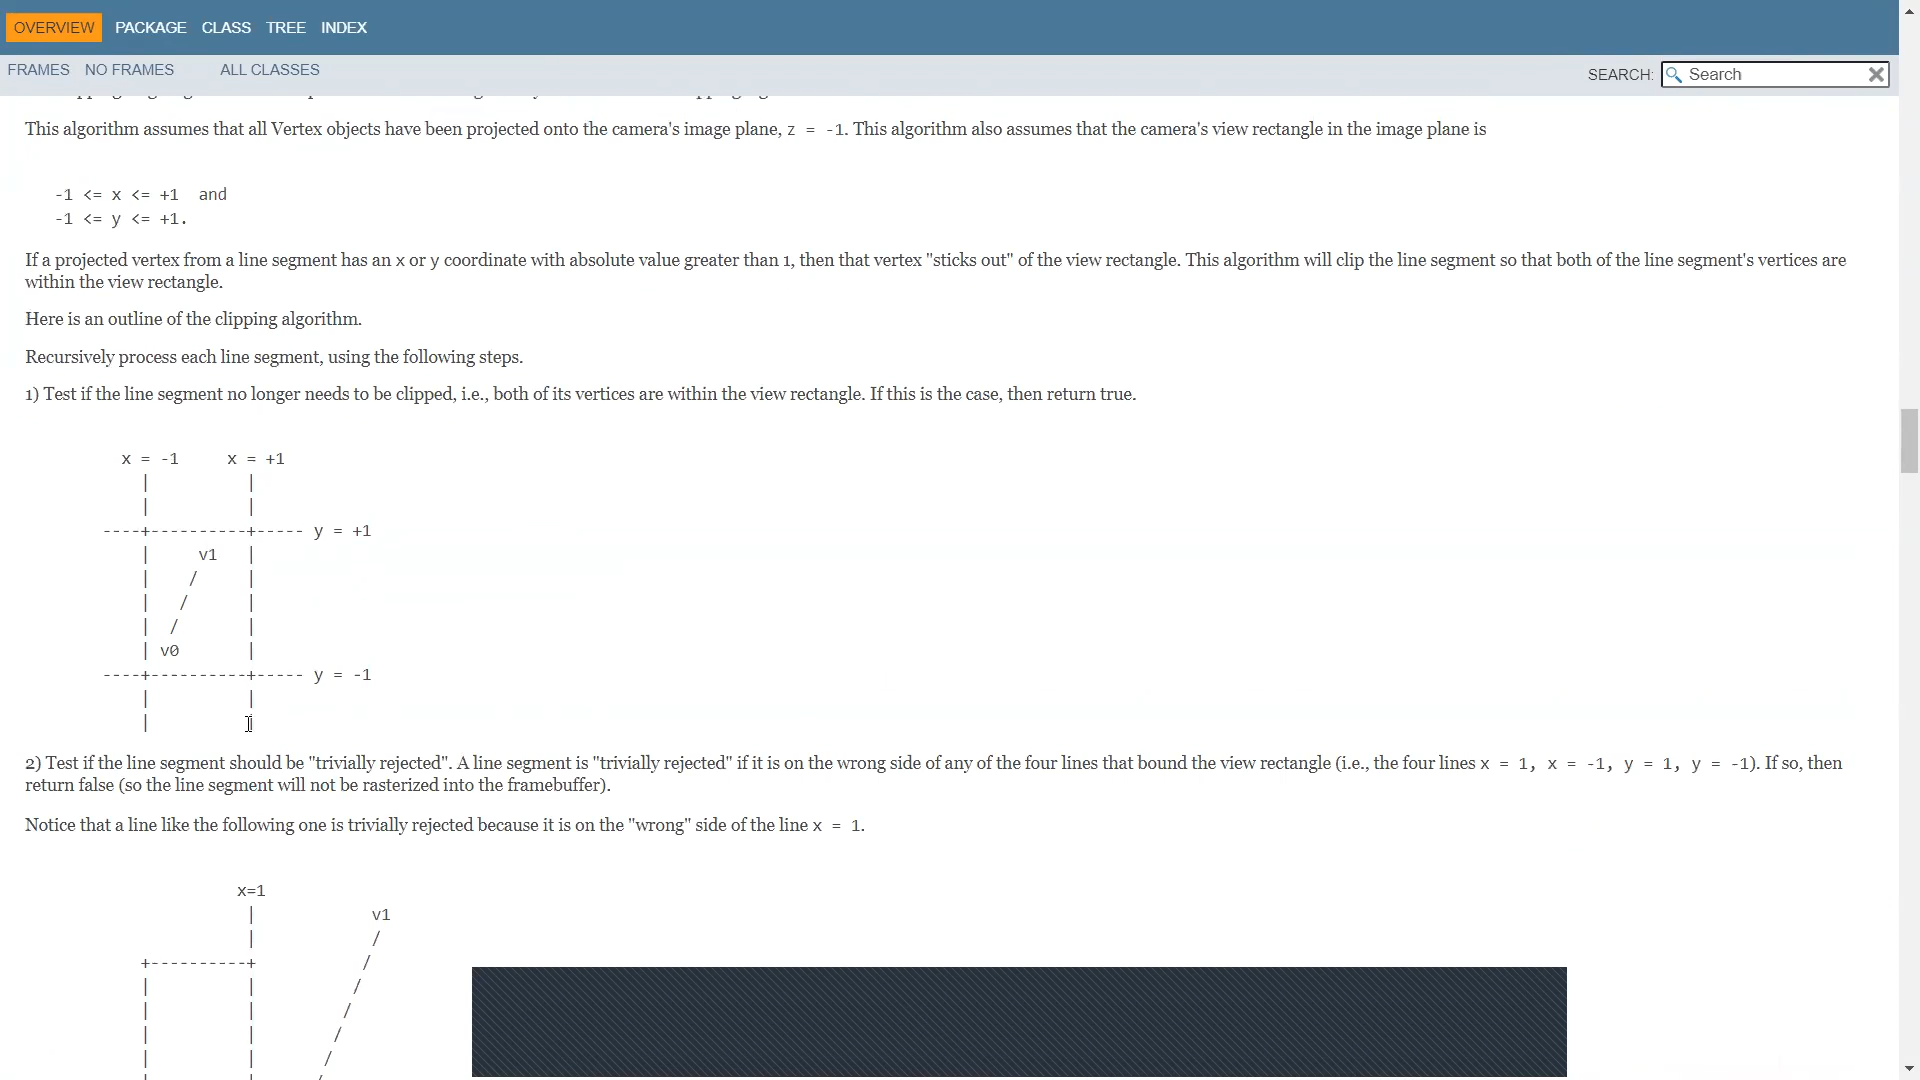 OVERVIEW PACKAGE CLASS TREE INDEX
FRAMES NO FRAMES ALL CLASSES SEARCH: Search
This algorithm assumes that all Vertex objects have been projected onto the camera's image plane, z = -1. This algorithm also assumes that the camera's view rectangle in the image plane is
-1 <= x <= +1 and
-1 <= y <= +1.
If a projected vertex from a line segment has an x or y coordinate with absolute value greater than 1, then that vertex "sticks out" of the view rectangle. This algorithm will clip the line segment so that both of the line segment's vertices are
within the view rectangle.
Here is an outline of the clipping algorithm.
Recursively process each line segment, using the following steps.
1) Test if the line segment no longer needs to be clipped, i.e., both of its vertices are within the view rectangle. If this is the case, then return true.
x = -1 x = +1
| |
| |
----+----------+----- y = +1
| v1 |
| / |
| / |
| / |
| v0 |
----+----------+----- y = -1
| |
| |
2) Test if the line segment should be "trivially rejected". A line segment is "trivially rejected" if it is on the wrong side of any of the four lines that bound the view rectangle (i.e., the four lines x = 1, x = -1, y = 1, y = -1). If so, then
return false (so the line segment will not be rasterized into the framebuffer).
Notice that a line like the following one is trivially rejected because it is on the "wrong" side of the line x = 1.
x=1
| v1
| /
+----------+ /
| | /
| | /
| | /
| | /